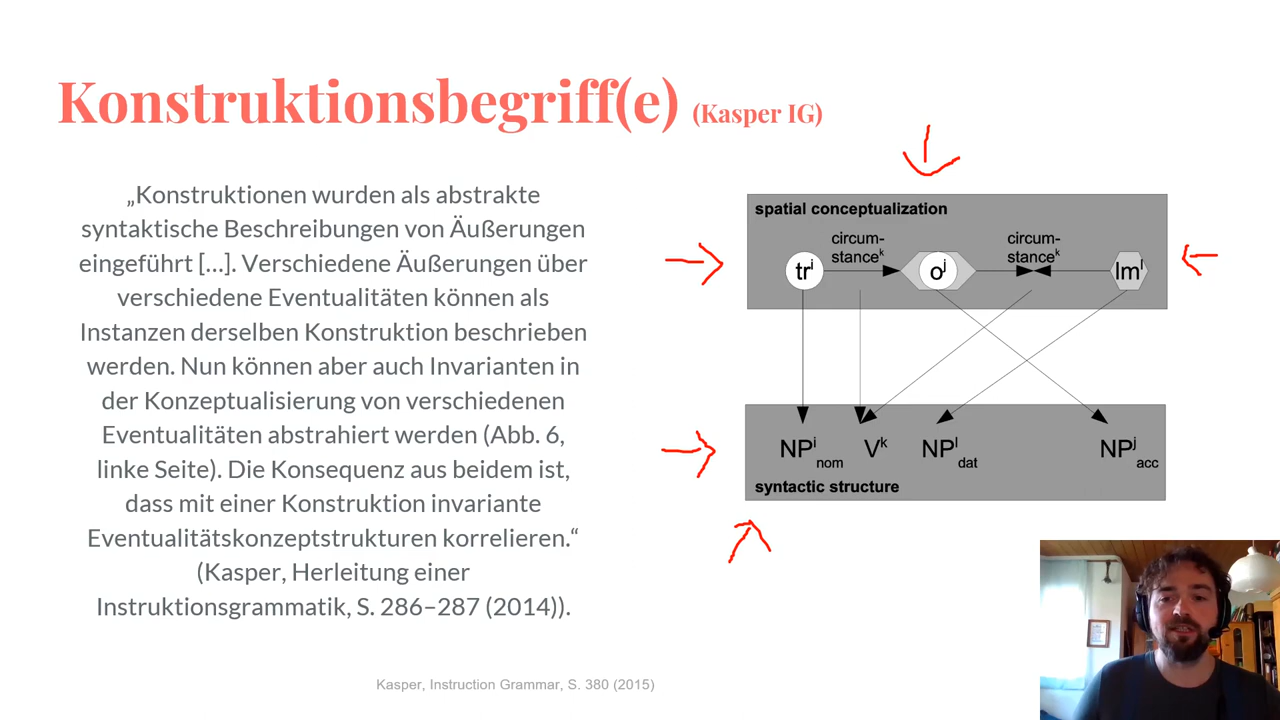 Konstruktionsbegriff(e) (Kasper IG)
„Konstruktionen wurden als abstrakte
syntaktische Beschreibungen von Äußerungen
eingeführt [...]. Verschiedene Äußerungen über
verschiedene Eventualitäten können als
Instanzen derselben Konstruktion beschrieben
werden. Nun können aber auch Invarianten in
der Konzeptualisierung von verschiedenen
Eventualitäten abstrahiert werden (Abb. 6,
linke Seite). Die Konsequenz aus beidem ist,
dass mit einer Konstruktion invariante
Eventualitätskonzeptstrukturen korrelieren.“
(Kasper, Herleitung einer
Instruktionsgrammatik, S. 286–287 (2014)).
spatial conceptualization
circum-
stanceᵏ
circum-
stanceᵏ
trⁱ
oʲ
lmˡ
NPⁱnom Vᵏ NPˡdat NPʲacc
syntactic structure
Kasper, Instruction Grammar, S. 380 (2015)